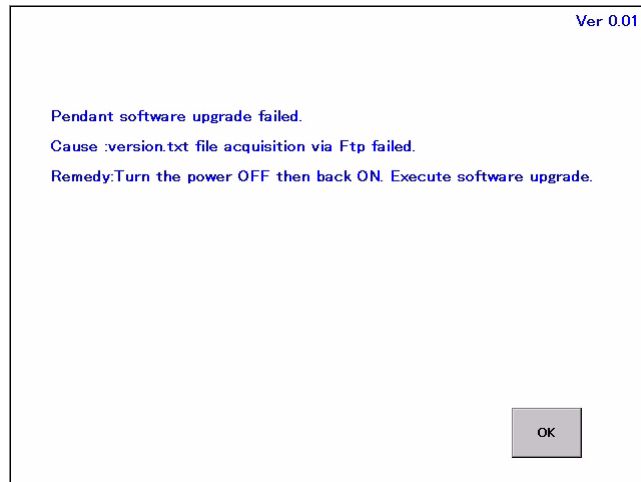 Ver 0.01
Pendant software upgrade failed.
Cause :version.txt file acquisition via Ftp failed.
Remedy:Turn the power OFF then back ON. Execute software upgrade.
OK